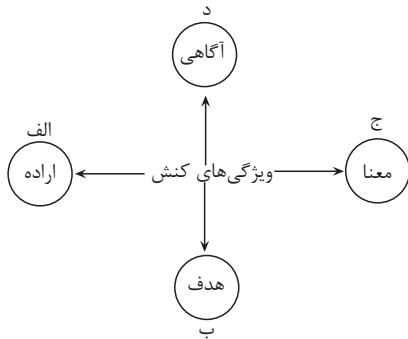 د
آگاهی
ج
معنا
ویژگی‌های کنش
الف
اراده
هدف
ب